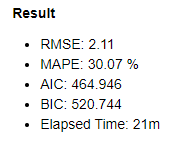 Result
• RMSE: 2.11
• MAPE: 30.07 %
• AIC: 464.946
• BIC: 520.744
• Elapsed Time: 21m